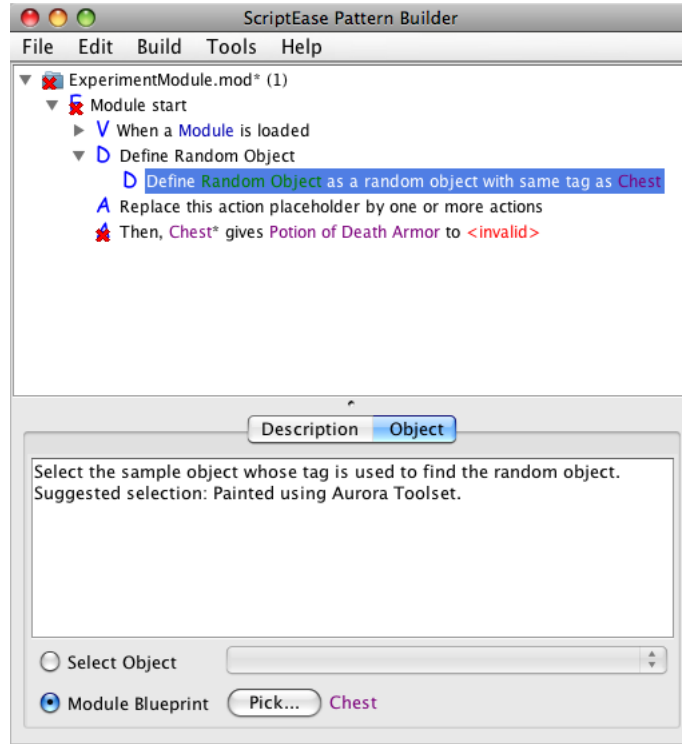 ScriptEase Pattern Builder
File Edit Build Tools Help
ExperimentModule.mod* (1)
Module start
V When a Module is loaded
D Define Random Object
D Define Random Object as a random object with same tag as Chest
A Replace this action placeholder by one or more actions
A Then, Chest* gives Potion of Death Armor to <invalid>
Description Object
Select the sample object whose tag is used to find the random object.
Suggested selection: Painted using Aurora Toolset.
Select Object
Module Blueprint Pick... Chest